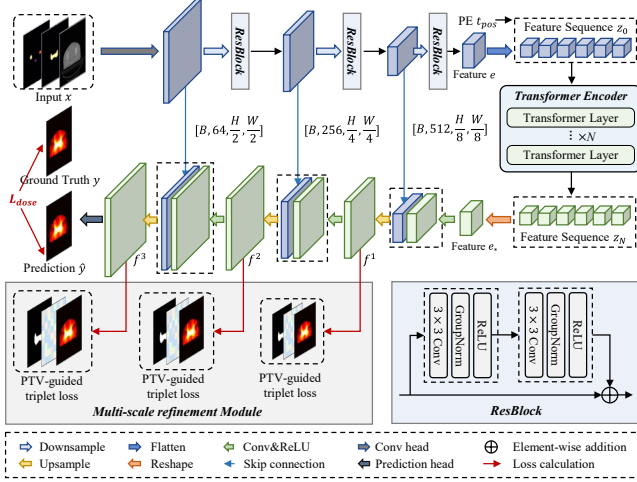 PE t_pos
Feature Sequence z_0
ResBlock
ResBlock
ResBlock
Feature e
Input x
Transformer Encoder
Transformer Layer
⋮ ×N
Transformer Layer
[B, 64, H/2, W/2]
[B, 256, H/4, W/4]
[B, 512, H/8, W/8]
Ground Truth y
L_dose
Prediction ŷ
f^3
f^2
f^1
Feature e_*
Feature Sequence z_N
PTV-guided
triplet loss
PTV-guided
triplet loss
PTV-guided
triplet loss
Multi-scale refinement Module
3 × 3 Conv
GroupNorm
ReLU
3 × 3 Conv
GroupNorm
ReLU
ResBlock
Downsample
Flatten
Conv&ReLU
Conv head
Element-wise addition
Upsample
Reshape
Skip connection
Prediction head
Loss calculation